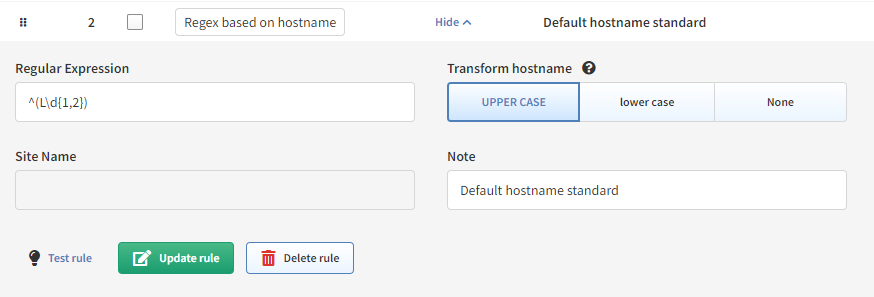 2 Regex based on hostname Hide Default hostname standard
Regular Expression Transform hostname ?
^(L\d{1,2}) UPPER CASE lower case None
Site Name Note
Default hostname standard
Test rule Update rule Delete rule